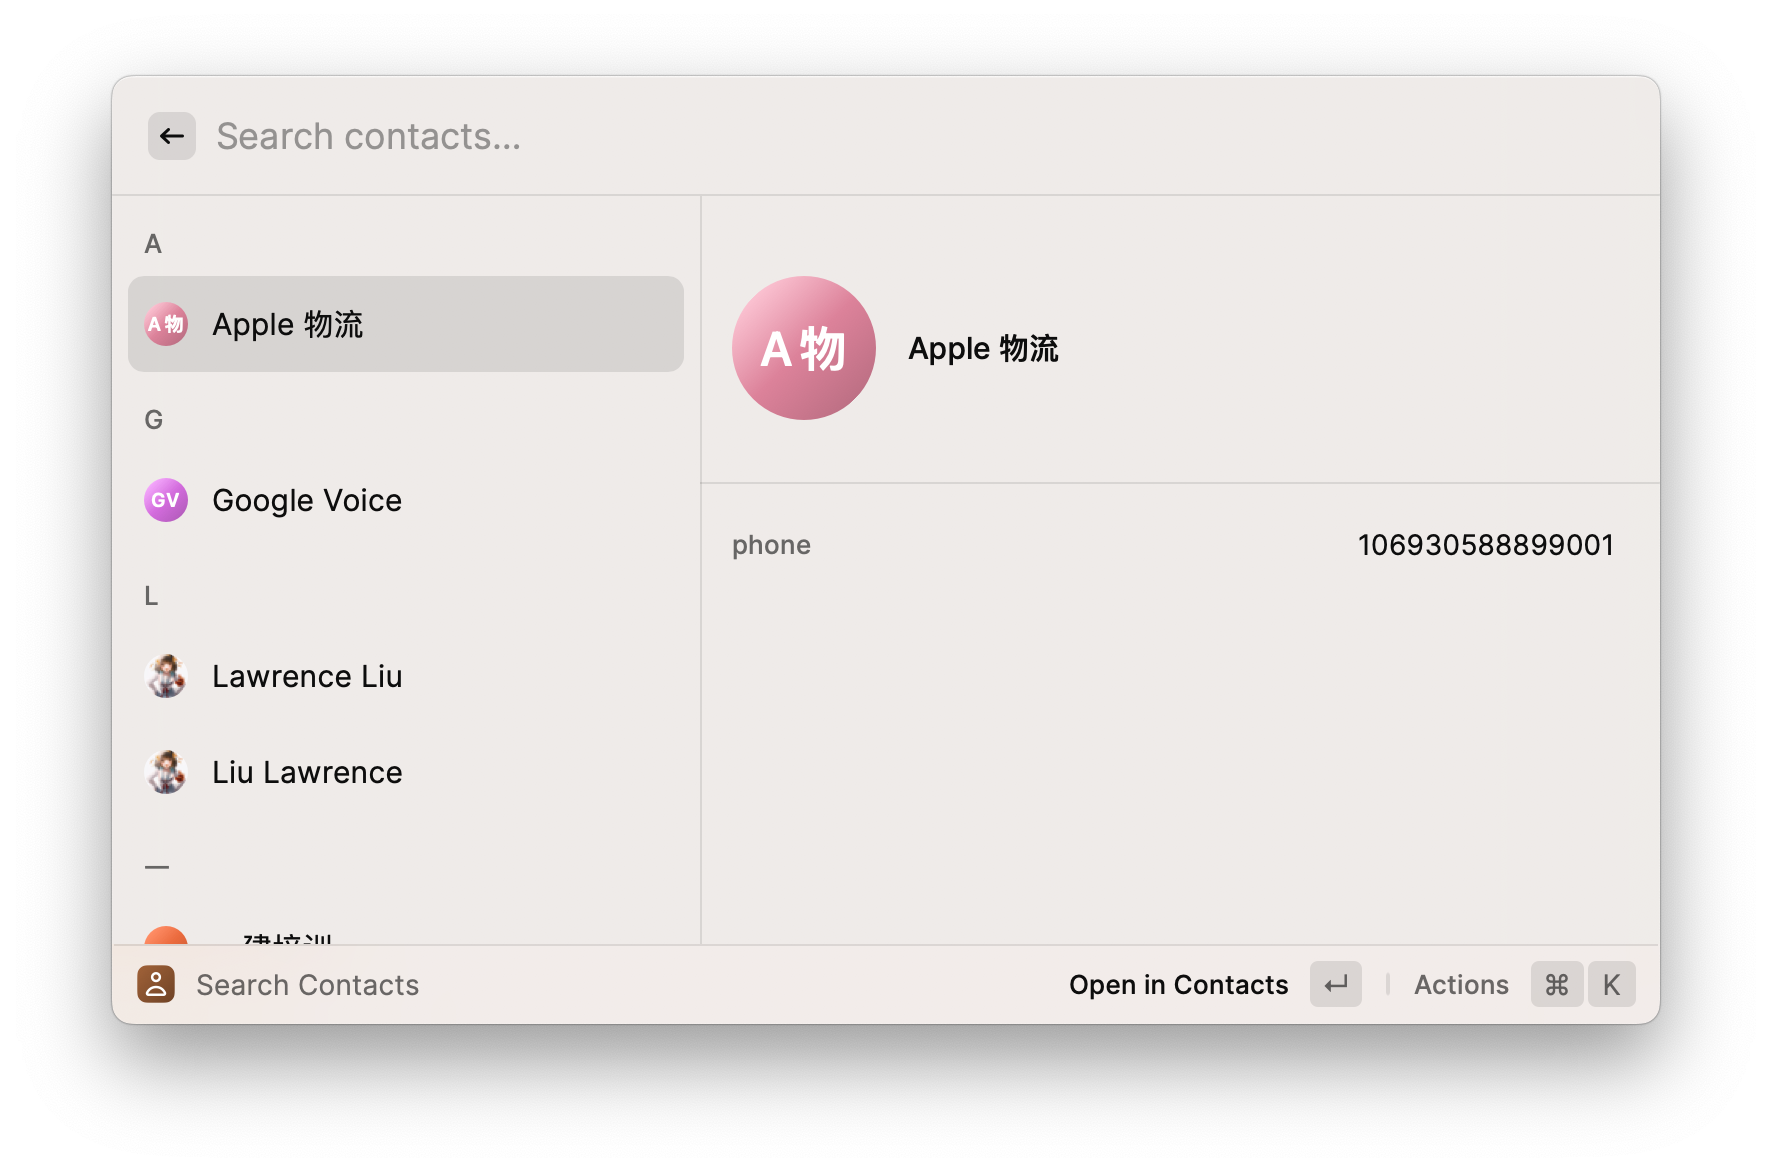 Search contacts...
A
A 物
Apple 物流
G
GV
Google Voice
L
Lawrence Liu
Liu Lawrence
一
A 物
Apple 物流
phone
106930588899001
Search Contacts
Open in Contacts
Actions
⌘ K